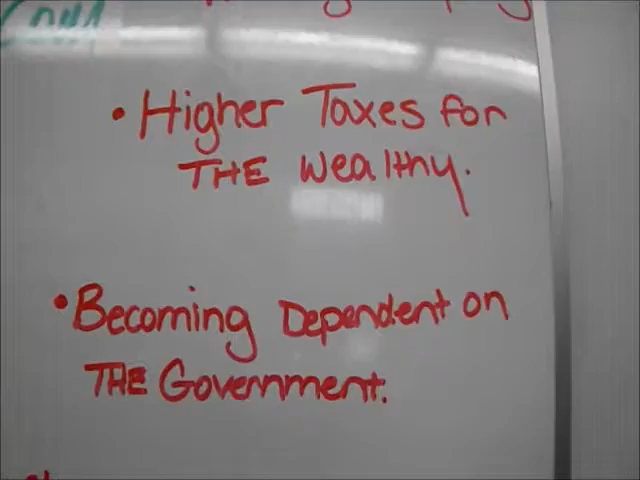 • Higher Taxes for
THE Wealthy.
• Becoming Dependent on
THE Government.